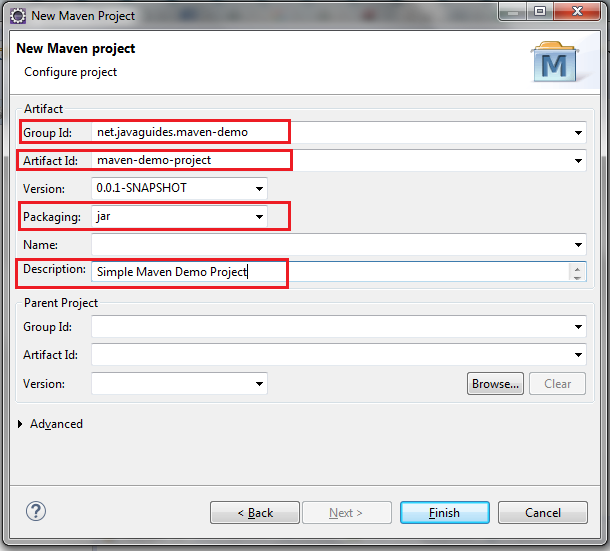 New Maven Project
New Maven project
Configure project
M
Artifact
Group Id: net.javaguides.maven-demo
Artifact Id: maven-demo-project
Version: 0.0.1-SNAPSHOT
Packaging: jar
Name:
Description: Simple Maven Demo Project
Parent Project
Group Id:
Artifact Id:
Version: Browse... Clear
Advanced
? < Back Next > Finish Cancel